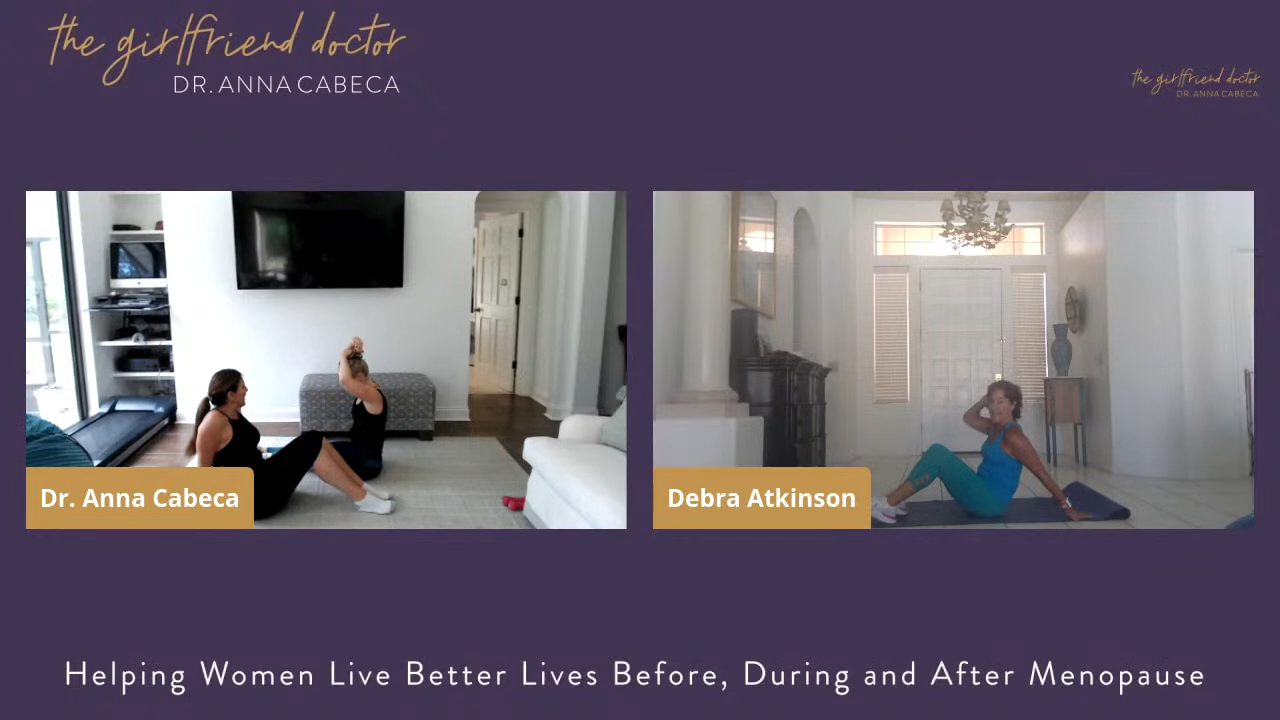 the girlfriend doctor
DR. ANNA CABECA
the girlfriend doctor
DR. ANNA CABECA
Dr. Anna Cabeca
Debra Atkinson
Helping Women Live Better Lives Before, During and After Menopause